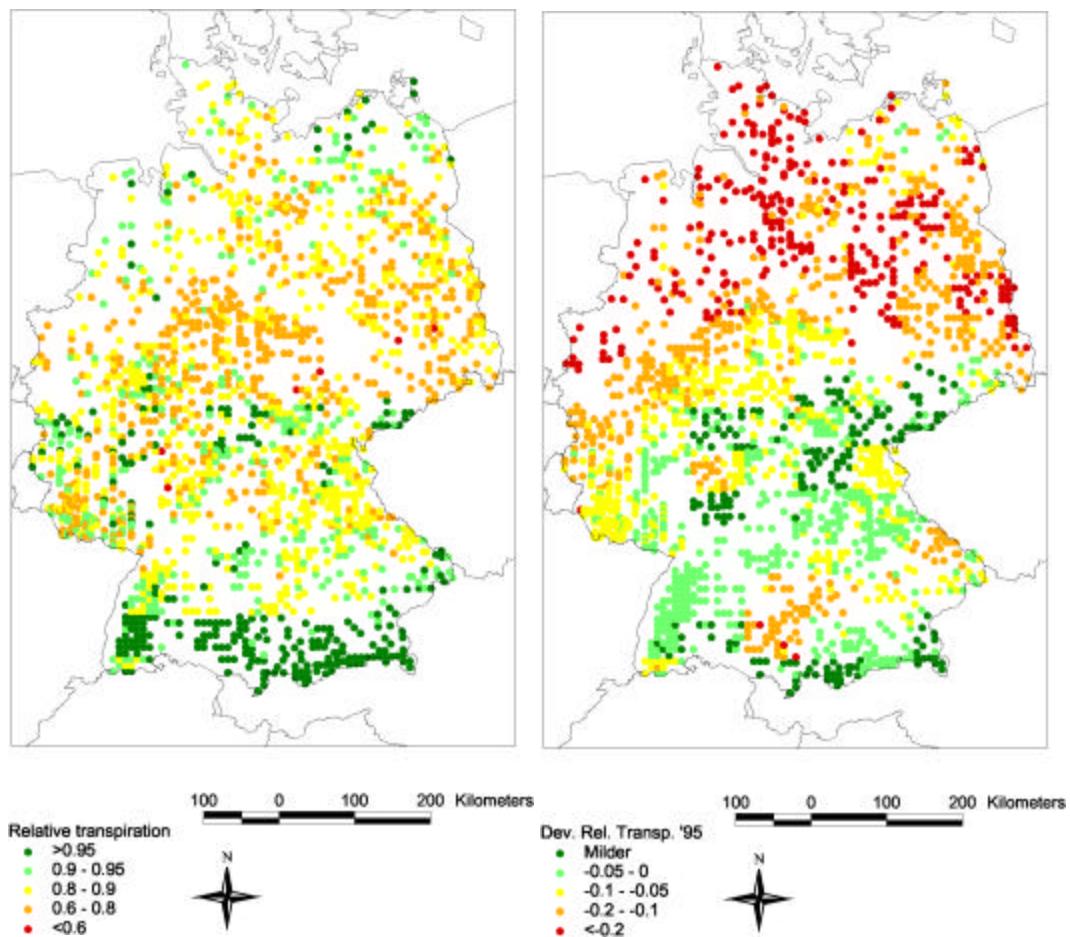 100 0 100 200 Kilometers
Relative transpiration
>0.95
0.9 - 0.95
0.8 - 0.9
0.6 - 0.8
<0.6
N
100 0 100 200 Kilometers
Dev. Rel. Transp. '95
Milder
-0.05 - 0
-0.1 - -0.05
-0.2 - -0.1
<-0.2
N